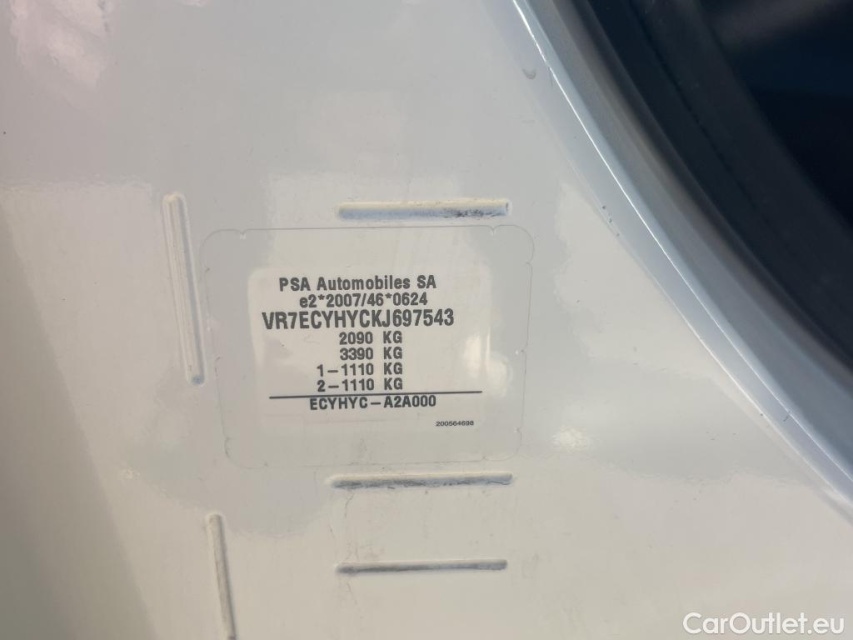 PSA Automobiles SA
e2*2007/46*0624
VR7ECYHYCKJ697543
2090 KG
3390 KG
1-1110 KG
2-1110 KG
ECYHYC-A2A000
200564698
CarOutlet.eu